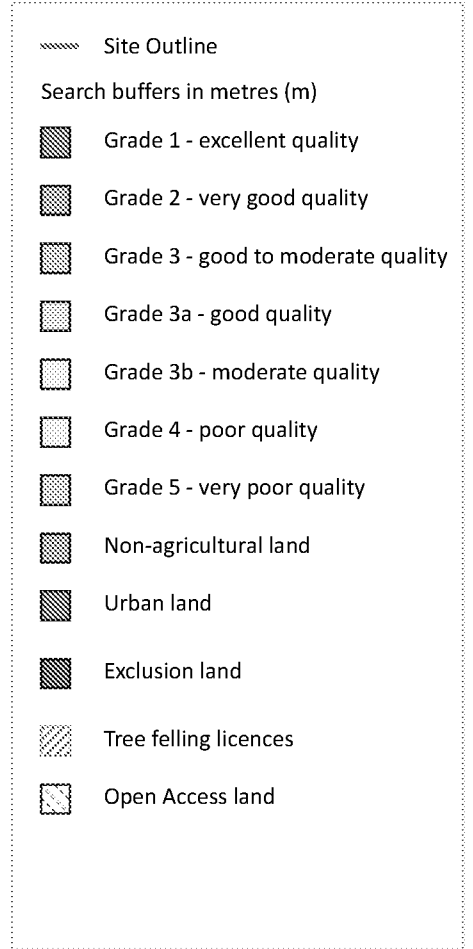 Site Outline
Search buffers in metres (m)
Grade 1 - excellent quality
Grade 2 - very good quality
Grade 3 - good to moderate quality
Grade 3a - good quality
Grade 3b - moderate quality
Grade 4 - poor quality
Grade 5 - very poor quality
Non-agricultural land
Urban land
Exclusion land
Tree felling licences
Open Access land